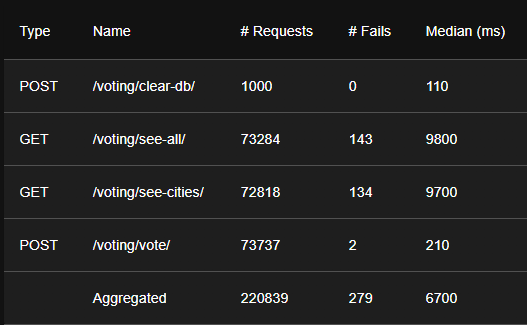 Type Name # Requests # Fails Median (ms)
POST /voting/clear-db/ 1000 0 110
GET /voting/see-all/ 73284 143 9800
GET /voting/see-cities/ 72818 134 9700
POST /voting/vote/ 73737 2 210
Aggregated 220839 279 6700